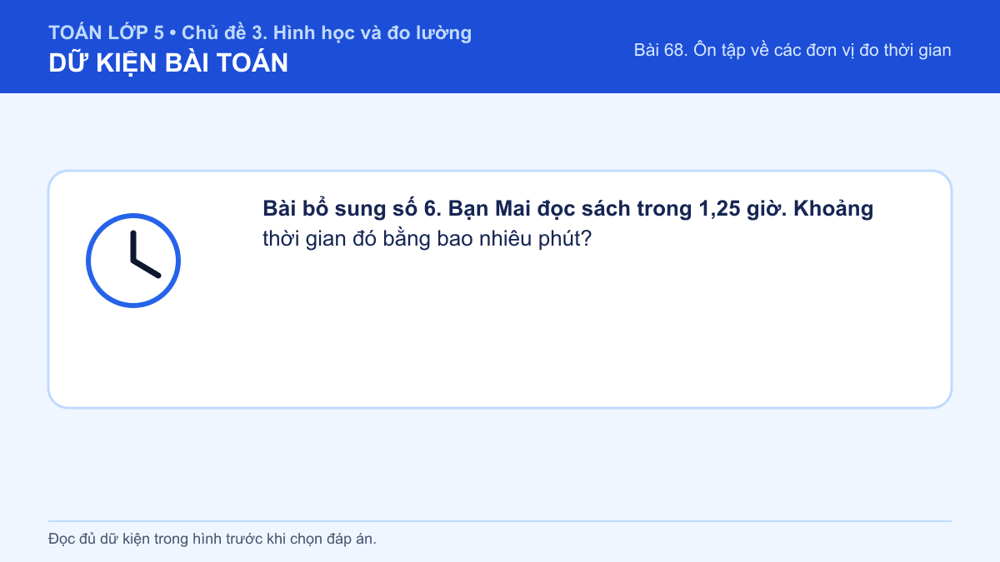 TOÁN LỚP 5 • Chủ đề 3. Hình học và đo lường
DỮ KIỆN BÀI TOÁN
Bài 68. Ôn tập về các đơn vị đo thời gian
Bài bổ sung số 6. Bạn Mai đọc sách trong 1,25 giờ. Khoảng
thời gian đó bằng bao nhiêu phút?
Đọc đủ dữ kiện trong hình trước khi chọn đáp án.